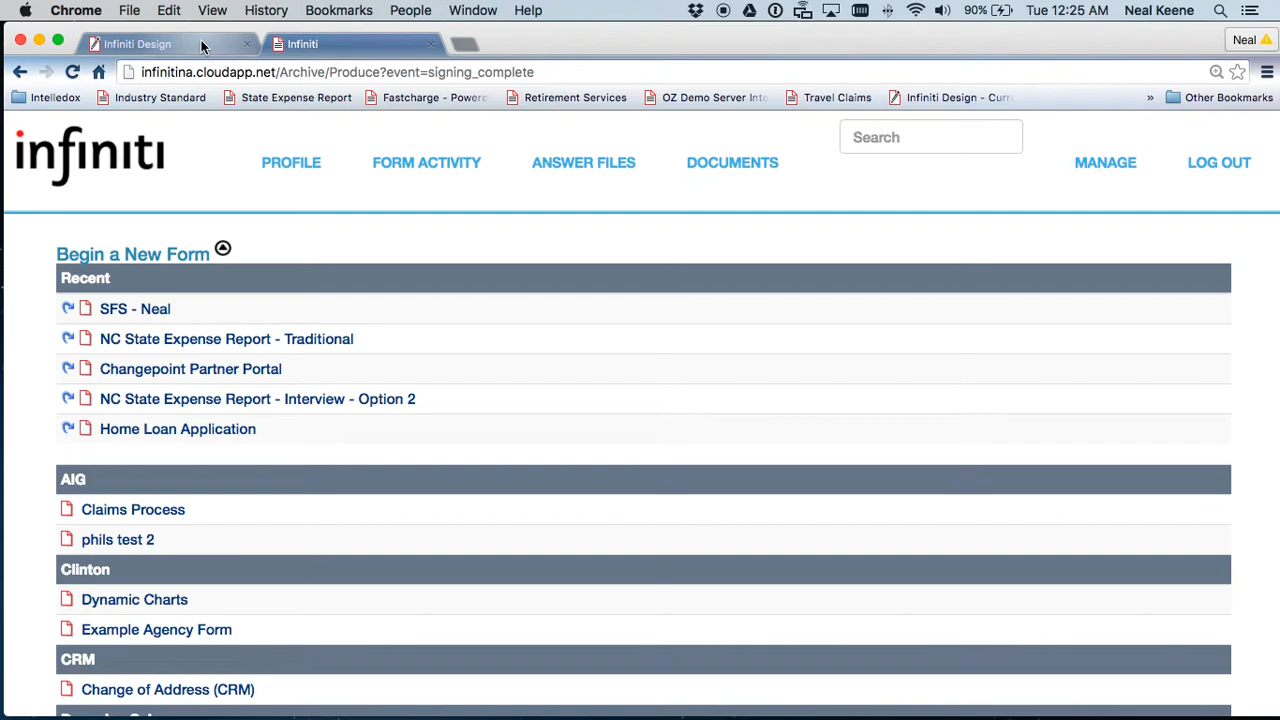 Chrome File Edit View History Bookmarks People Window Help 90% Tue 12:25 AM Neal Keene
Infiniti Design Infiniti Neal
infinitina.cloudapp.net/Archive/Produce?event=signing_complete
Intelledox Industry Standard State Expense Report Fastcharge - Powere Retirement Services OZ Demo Server Inte Travel Claims Infiniti Design - Curr » Other Bookmarks
infiniti PROFILE FORM ACTIVITY ANSWER FILES DOCUMENTS Search MANAGE LOG OUT
Begin a New Form
Recent
SFS - Neal
NC State Expense Report - Traditional
Changepoint Partner Portal
NC State Expense Report - Interview - Option 2
Home Loan Application
AIG
Claims Process
phils test 2
Clinton
Dynamic Charts
Example Agency Form
CRM
Change of Address (CRM)